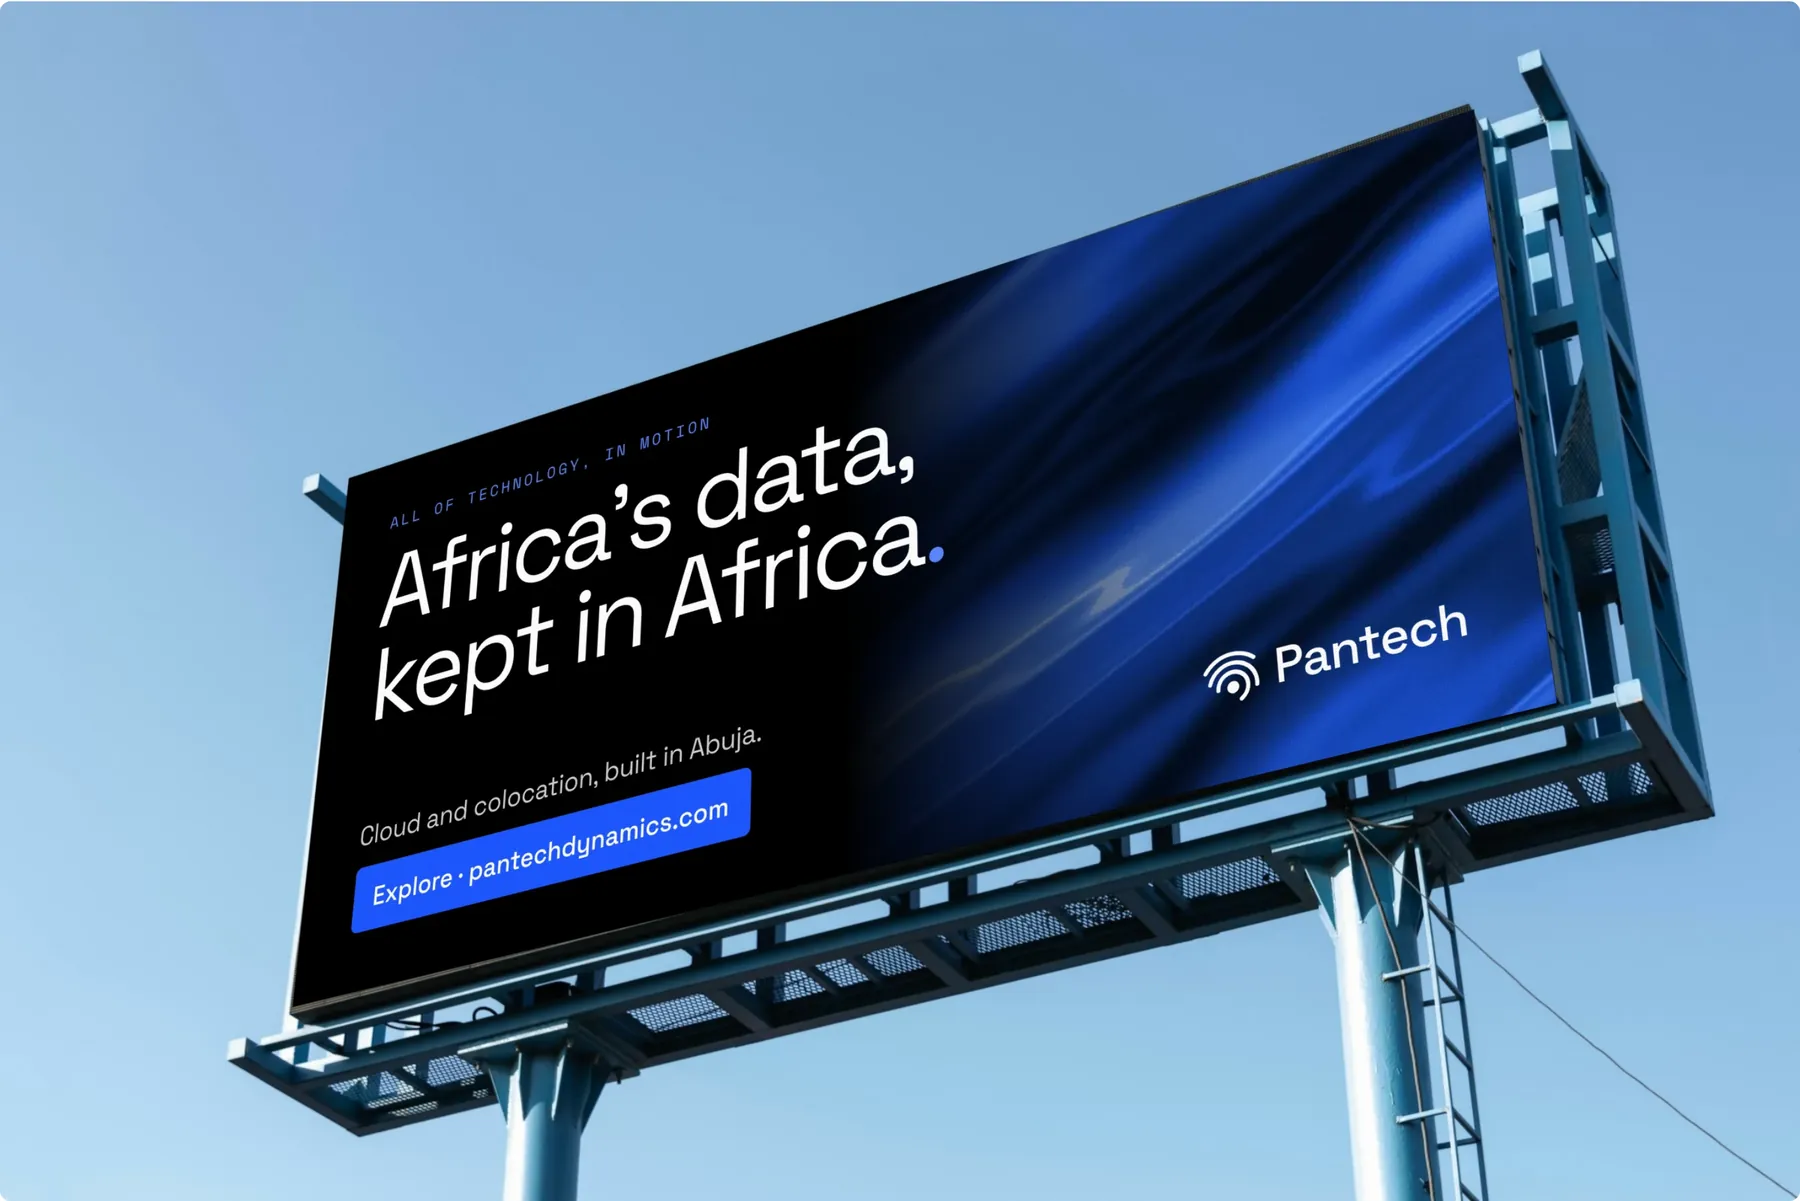 ALL OF TECHNOLOGY, IN MOTION
Africa’s data,
kept in Africa.
Cloud and colocation, built in Abuja.
Explore · pantechdynamics.com
Pantech